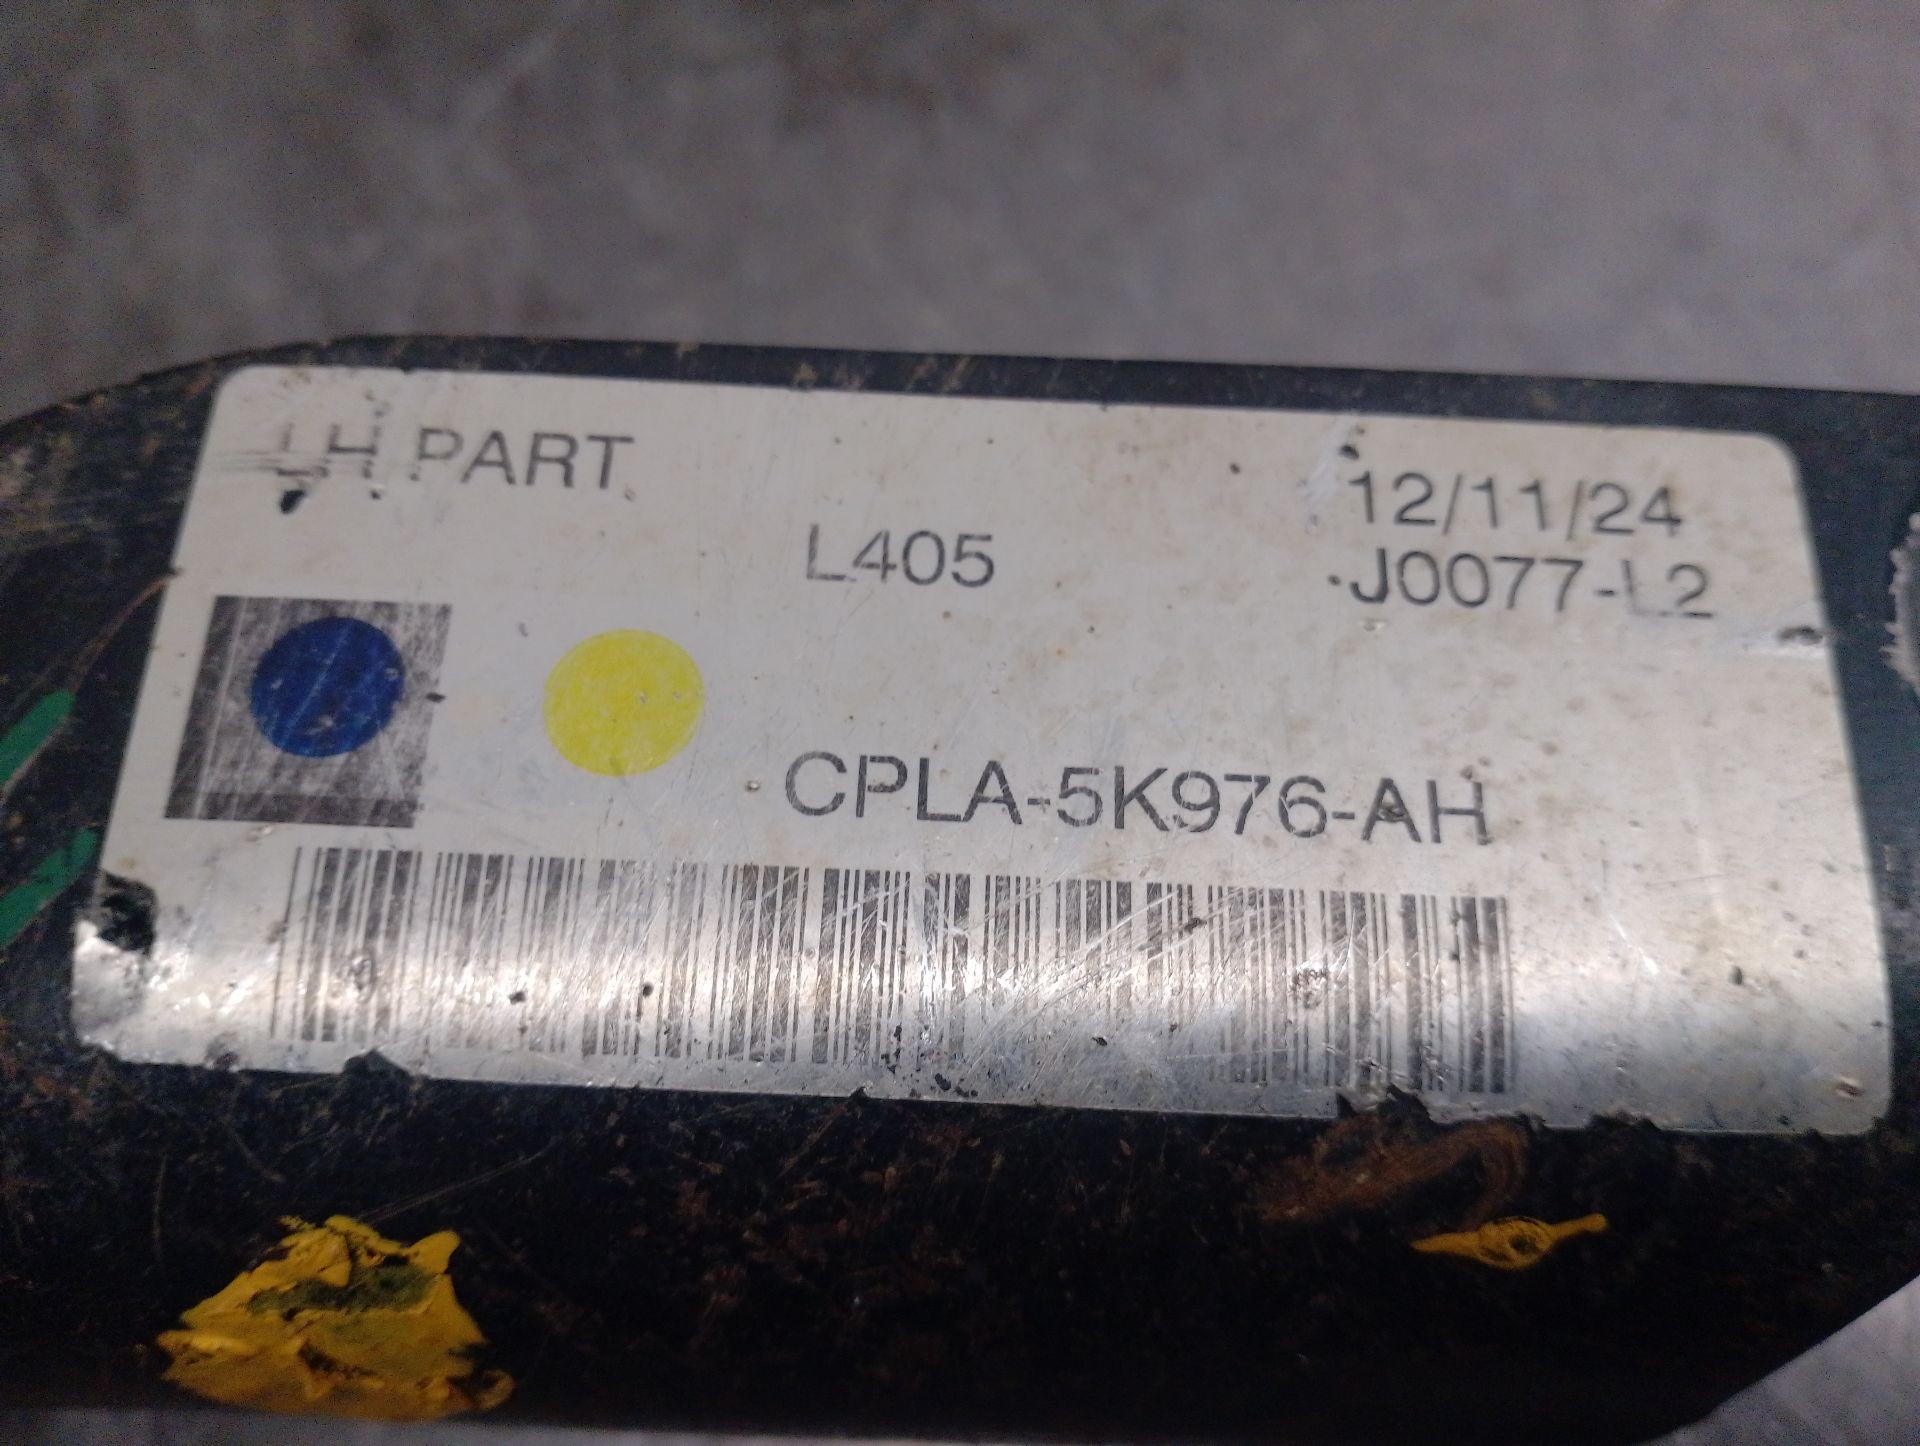 LH PART
L405
12/11/24
J0077-L2
CPLA-5K976-AH